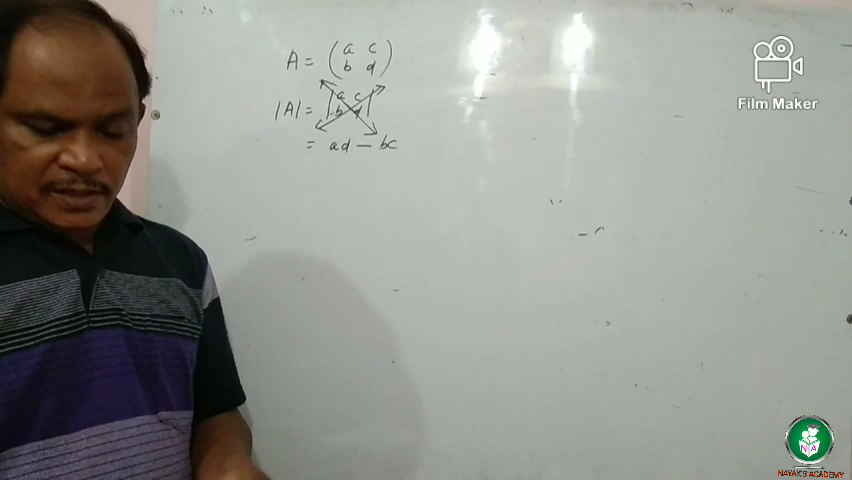 A = (a c
b d)
|A| = |a c
b d|
= ad — bc
Film Maker
N A
NAYAK'S ACADEMY